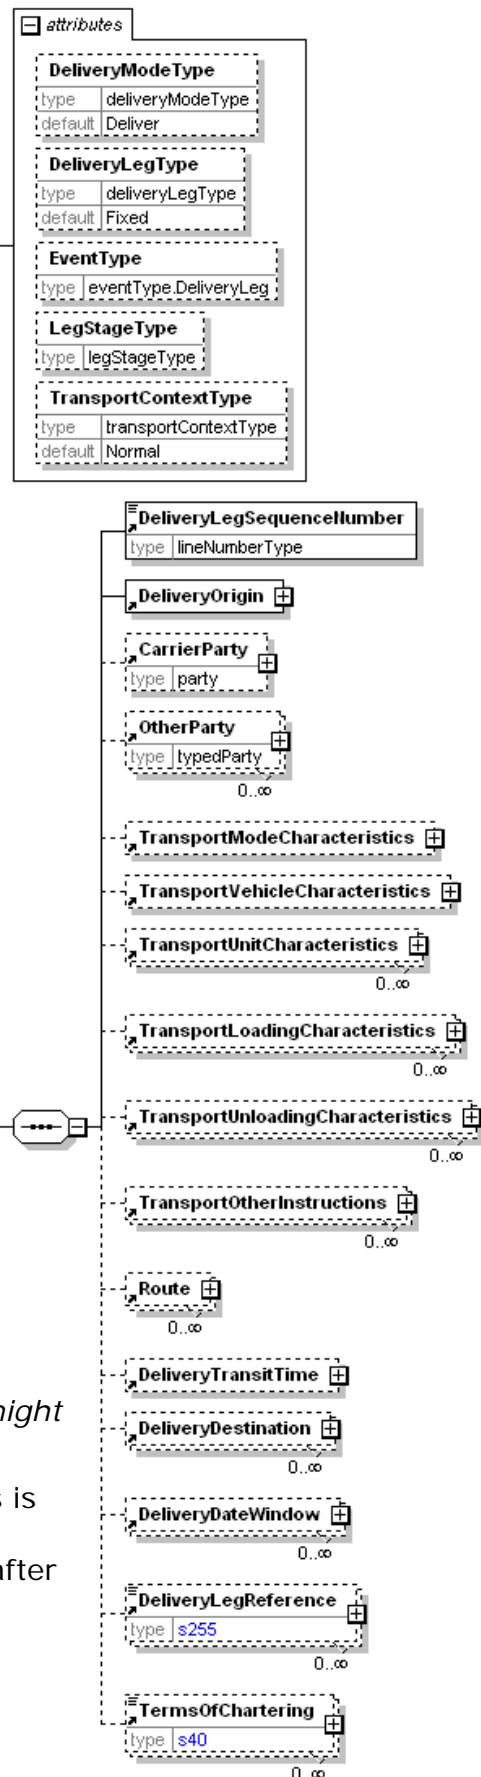 attributes
DeliveryModeType
type deliveryModeType
default Deliver
DeliveryLegType
type deliveryLegType
default Fixed
EventType
type eventType.DeliveryLeg
LegStageType
type legStageType
TransportContextType
type transportContextType
default Normal
DeliveryLegSequenceNumber
type lineNumberType
DeliveryOrigin
CarrierParty
type party
OtherParty
type typedParty
0..∞
TransportModeCharacteristics
TransportVehicleCharacteristics
TransportUnitCharacteristics
0..∞
TransportLoadingCharacteristics
0..∞
TransportUnloadingCharacteristics
0..∞
TransportOtherInstructions
0..∞
Route
0..∞
DeliveryTransitTime
DeliveryDestination
0..∞
DeliveryDateWindow
0..∞
DeliveryLegReference
type s255
0..∞
TermsOfChartering
type s40
0..∞
is
after